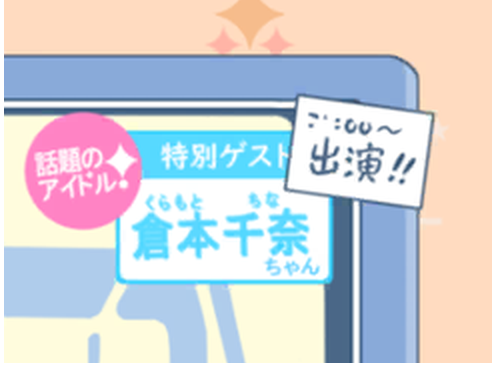 話題の
アイドル!
特別ゲスト
くらもと ちな
倉本千奈
ちゃん
出演!!